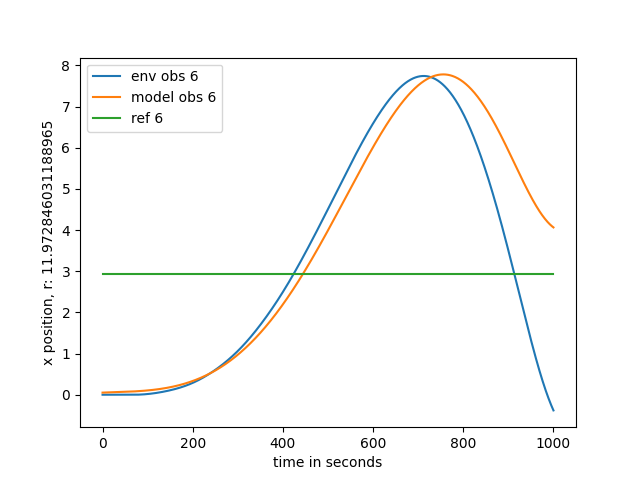 8
7
6
5
4
3
2
1
0
x position, r: 11.972846031188965
env obs 6
model obs 6
ref 6
0 200 400 600 800 1000
time in seconds